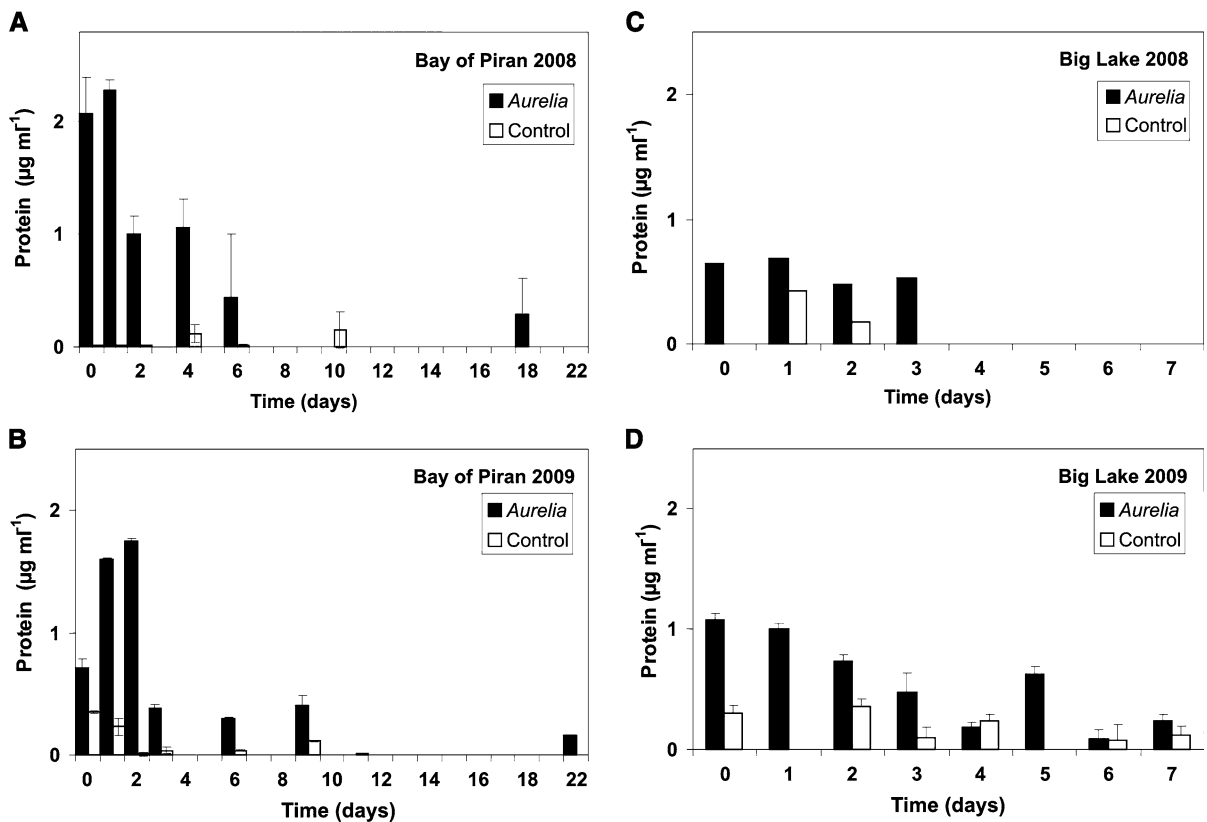 A
Bay of Piran 2008
Aurelia
Control
Protein (µg ml⁻¹)
2
1
0
0 2 4 6 8 10 12 14 16 18 22
Time (days)
B
Bay of Piran 2009
Aurelia
Control
Protein (µg ml⁻¹)
2
1
0
0 2 4 6 8 10 12 14 16 18 22
Time (days)
C
Big Lake 2008
Aurelia
Control
Protein (µg ml⁻¹)
2
1
0
0 1 2 3 4 5 6 7
Time (days)
D
Big Lake 2009
Aurelia
Control
Protein (µg ml⁻¹)
2
1
0
0 1 2 3 4 5 6 7
Time (days)